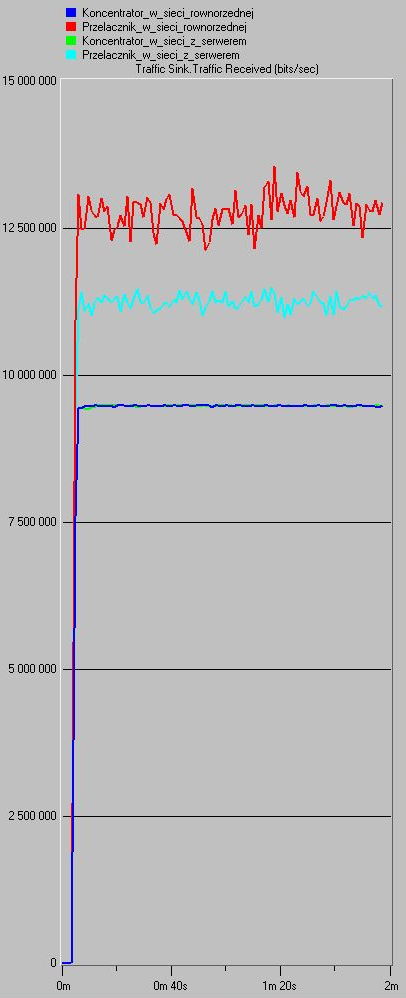 Koncentrator_w_sieci_rownorzednej
Przelacznik_w_sieci_rownorzednej
Koncentrator_w_sieci_z_serwerem
Przelacznik_w_sieci_z_serwerem
Traffic Sink.Traffic Received (bits/sec)
15 000 000
12 500 000
10 000 000
7 500 000
5 000 000
2 500 000
0
0m 0m 40s 1m 20s 2m